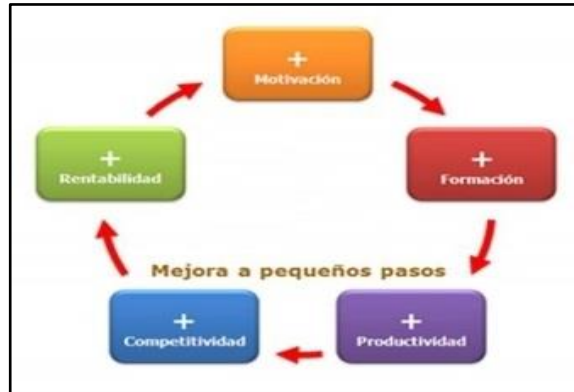 +
Motivación
+
Rentabilidad
+
Formación
Mejora a pequeños pasos
+
Competitividad
+
Productividad